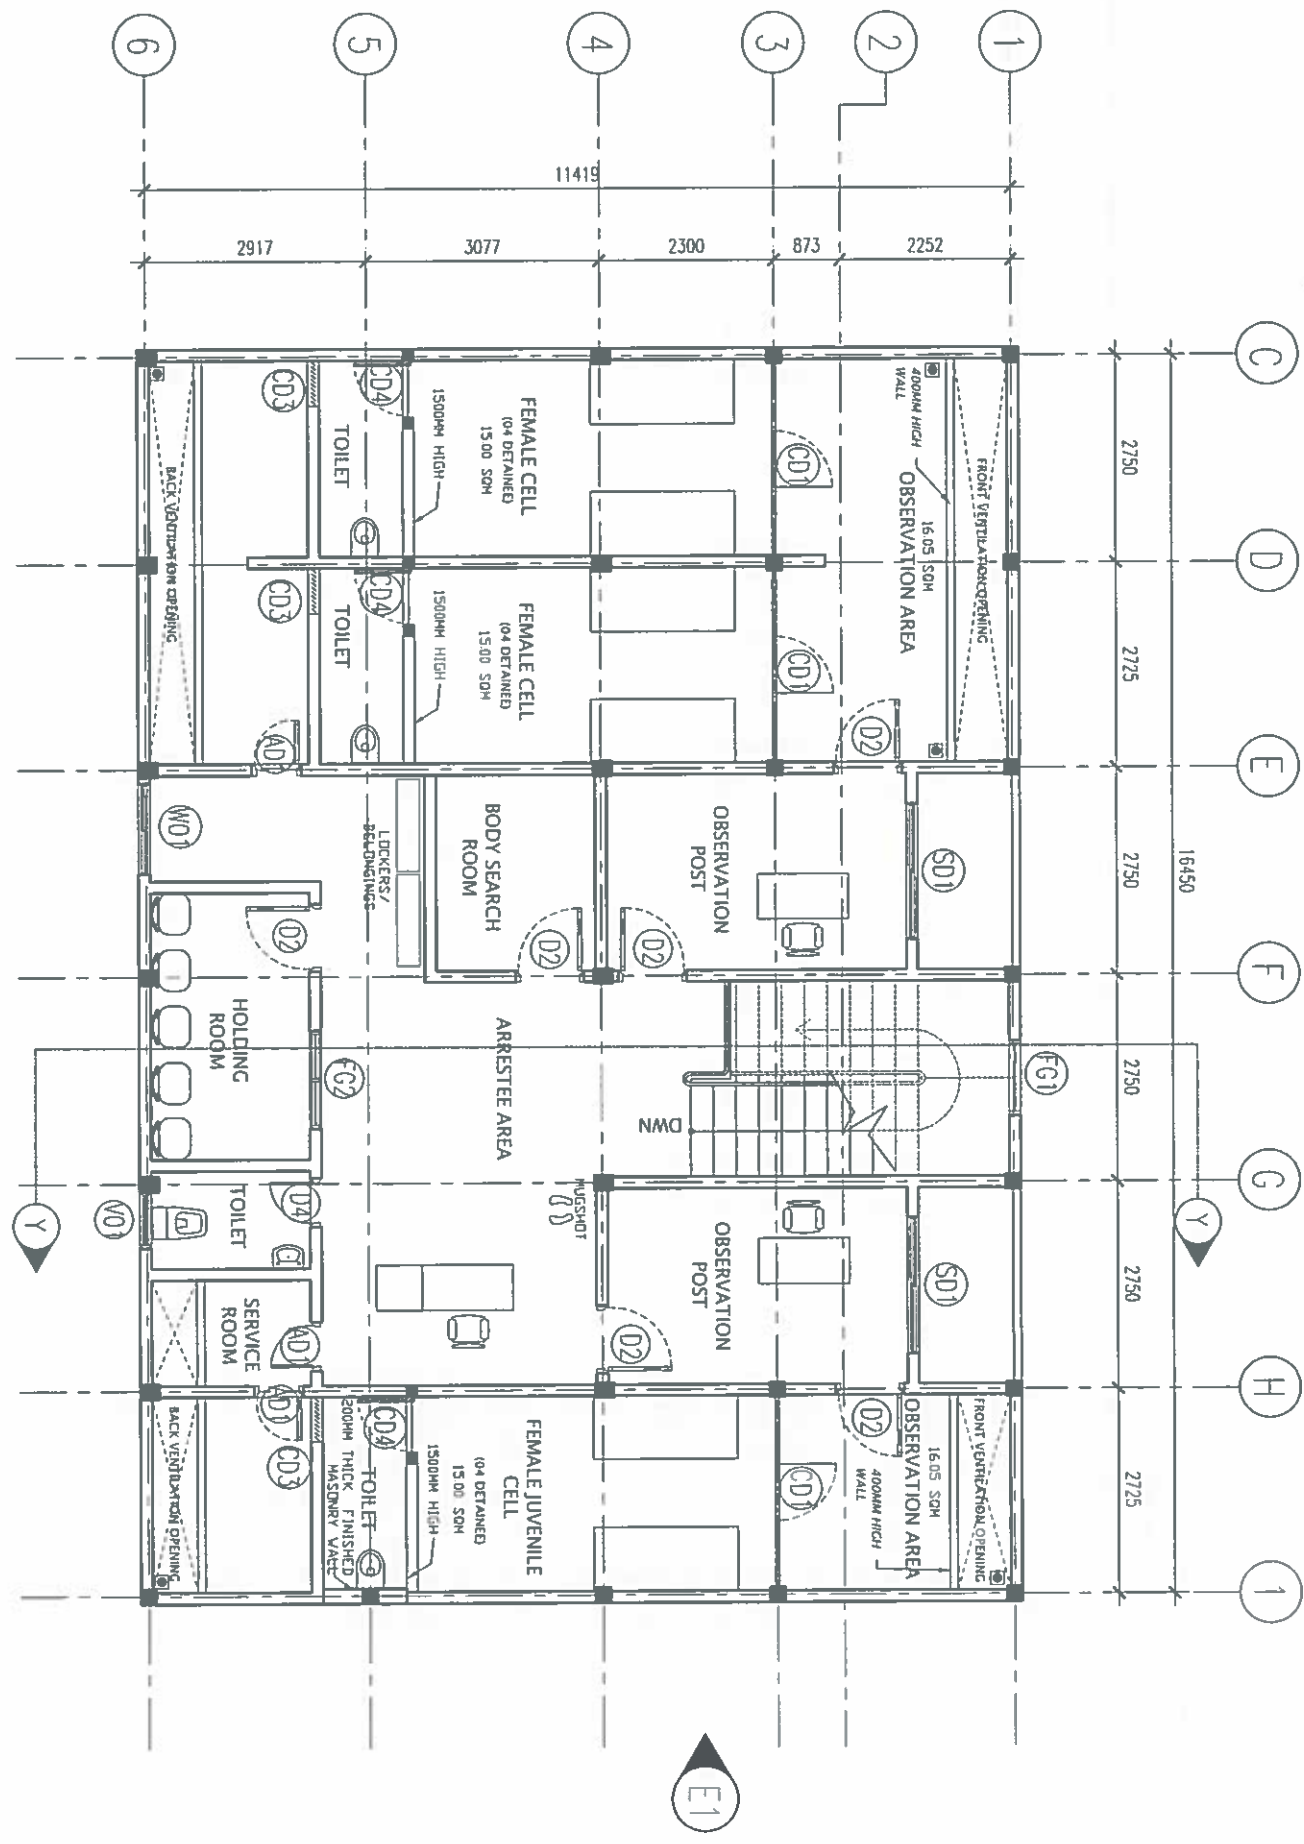 C
D
E
F
G
H
1
16450
2750
2725
2750
2750
2750
2725
1
2
3
4
5
6
11419
2252
873
2300
3077
2917
FRONT VENTILATION OPENING
400MM HIGH
WALL
16.05 SQM
OBSERVATION AREA
D2
CD1
CD1
FEMALE CELL
(04 DETAINEE)
15.00 SQM
FEMALE CELL
(04 DETAINEE)
15.00 SQM
1500MM HIGH
1500MM HIGH
CD4
CD4
TOILET
TOILET
CD3
CD3
AD1
BACK VENTILATION OPENING
SD1
OBSERVATION
POST
D2
BODY SEARCH
ROOM
D2
LOCKERS/
BELONGINGS
W01
D2
HOLDING
ROOM
FG2
FG1
DWN
ARRESTEE AREA
Y
Y
SD1
OBSERVATION
POST
MUGSHOT
D2
D4
TOILET
V01
SERVICE
ROOM
AD1
AD1
FRONT VENTILATION OPENING
16.05 SQM
OBSERVATION AREA
400MM HIGH
WALL
D2
CD1
FEMALE JUVENILE
CELL
(04 DETAINEE)
15.00 SQM
1500MM HIGH
CD4
TOILET
200MM THICK FINISHED
MASONRY WALL
CD3
BACK VENTILATION OPENING
E1